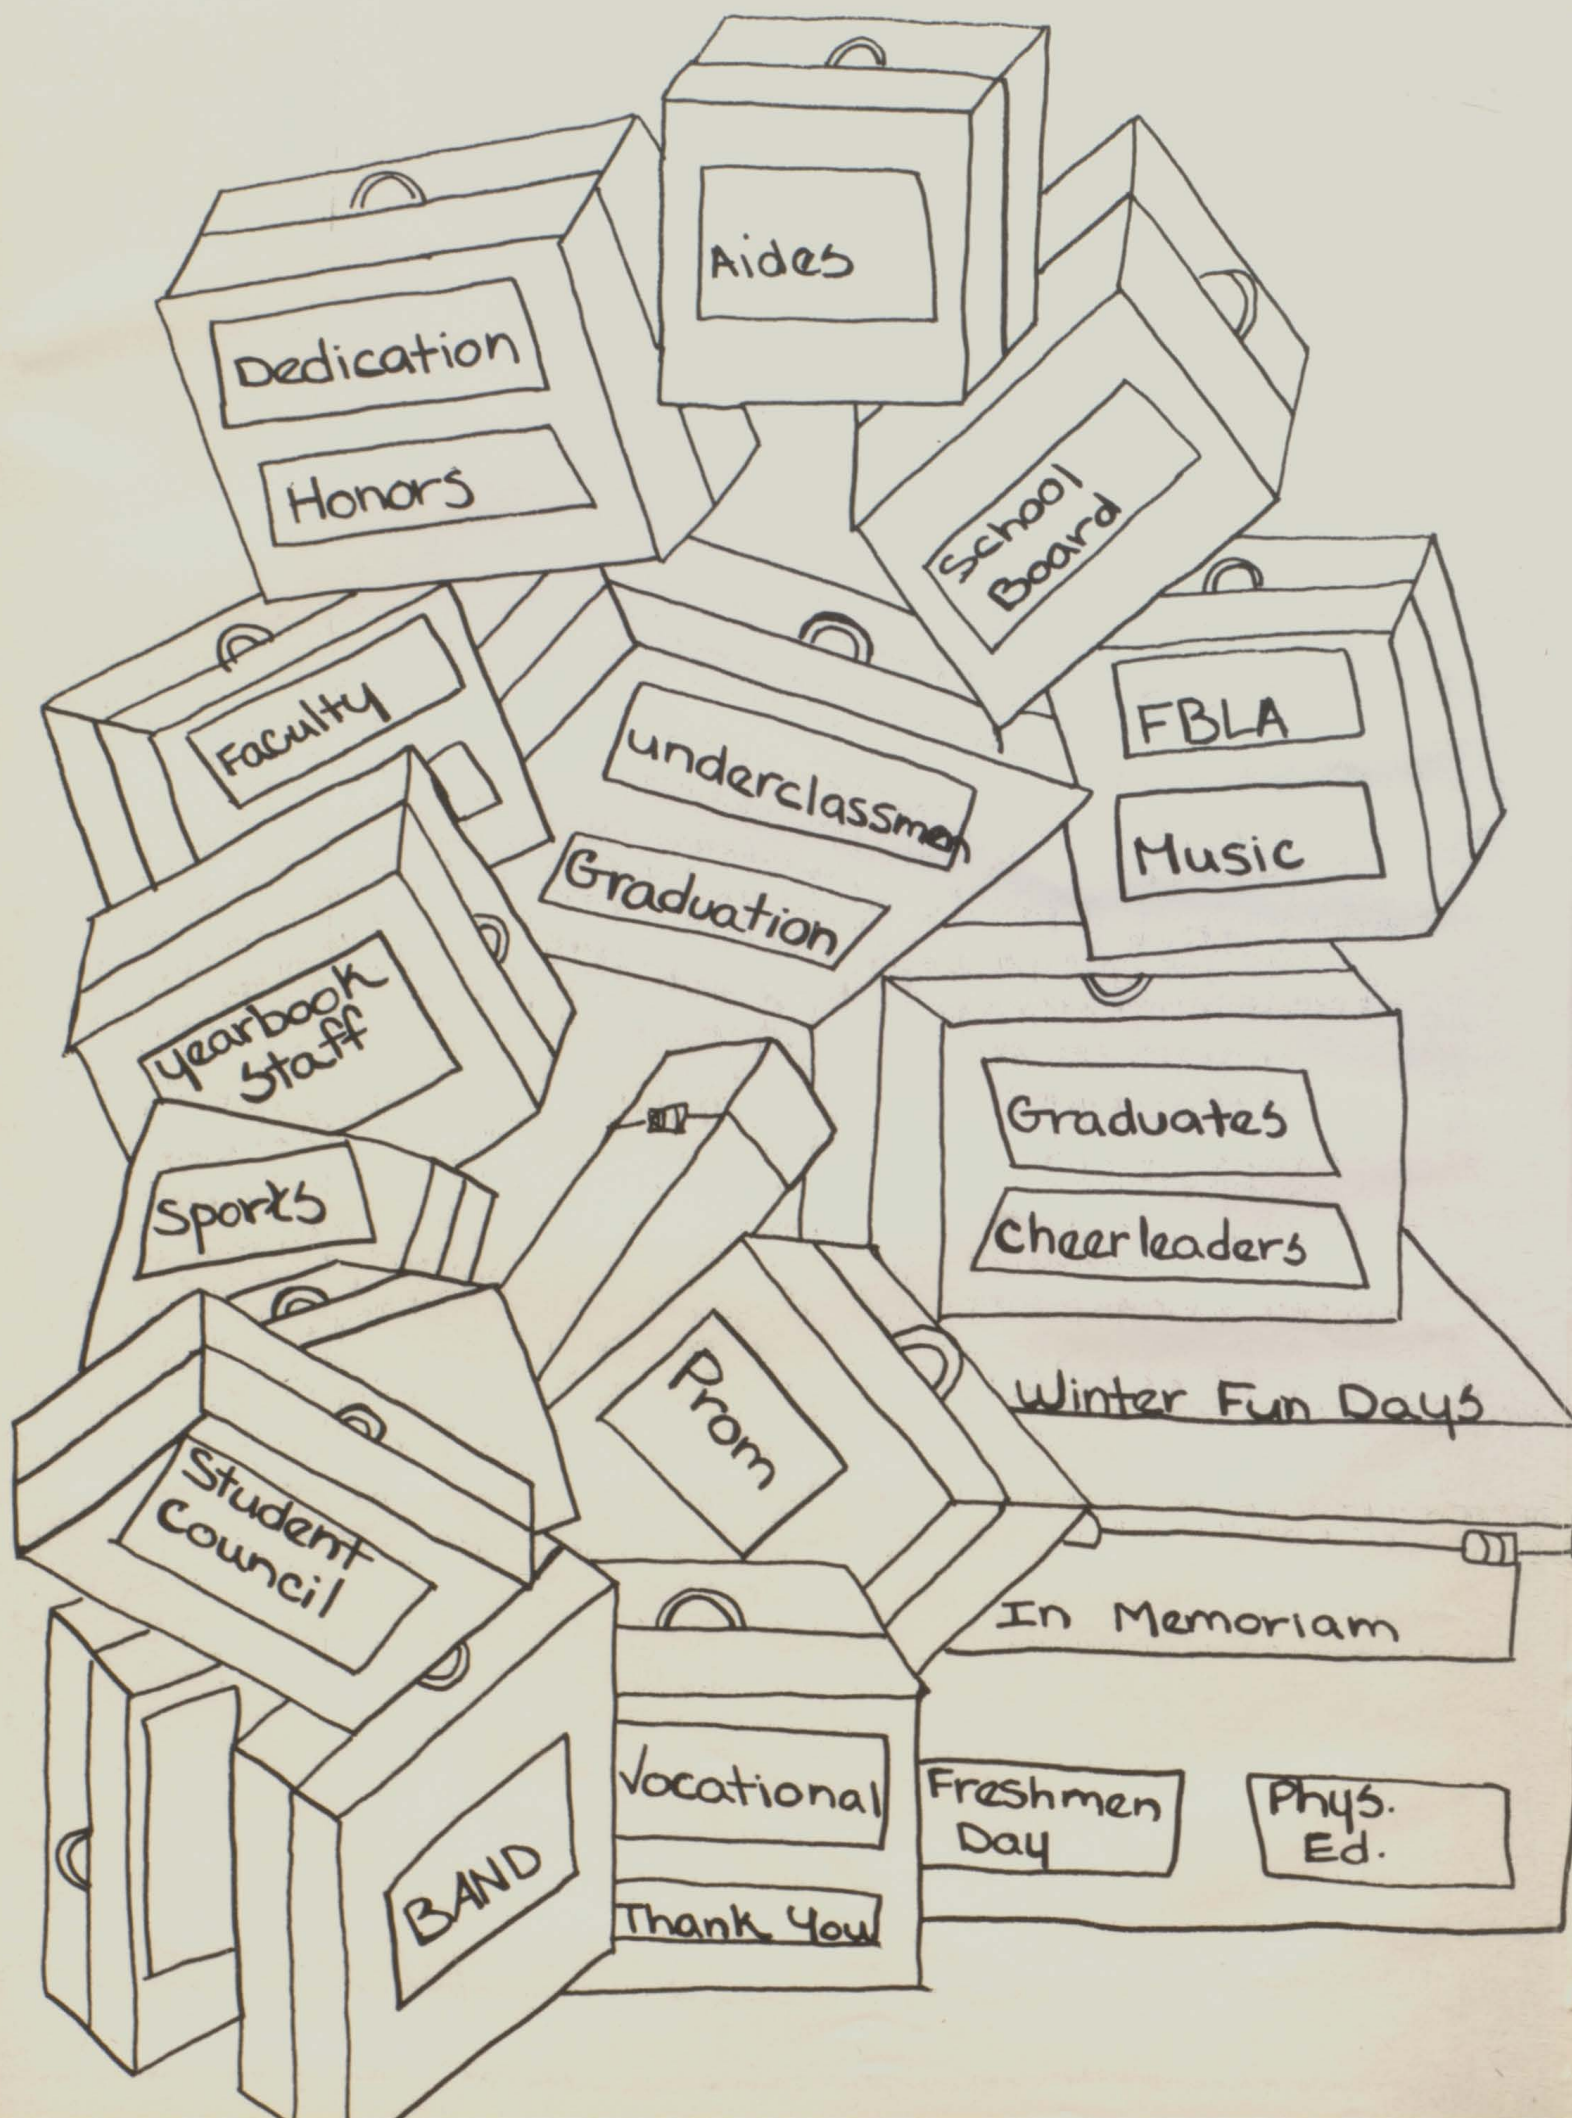 Aides
Dedication
Honors
School
Board
Faculty
underclassmen
Graduation
FBLA
Music
yearbook
staff
Graduates
cheerleaders
Sports
Prom
Winter Fun Days
Student
Council
In Memoriam
Vocational
Freshmen
Day
Phys.
Ed.
BAND
Thank You